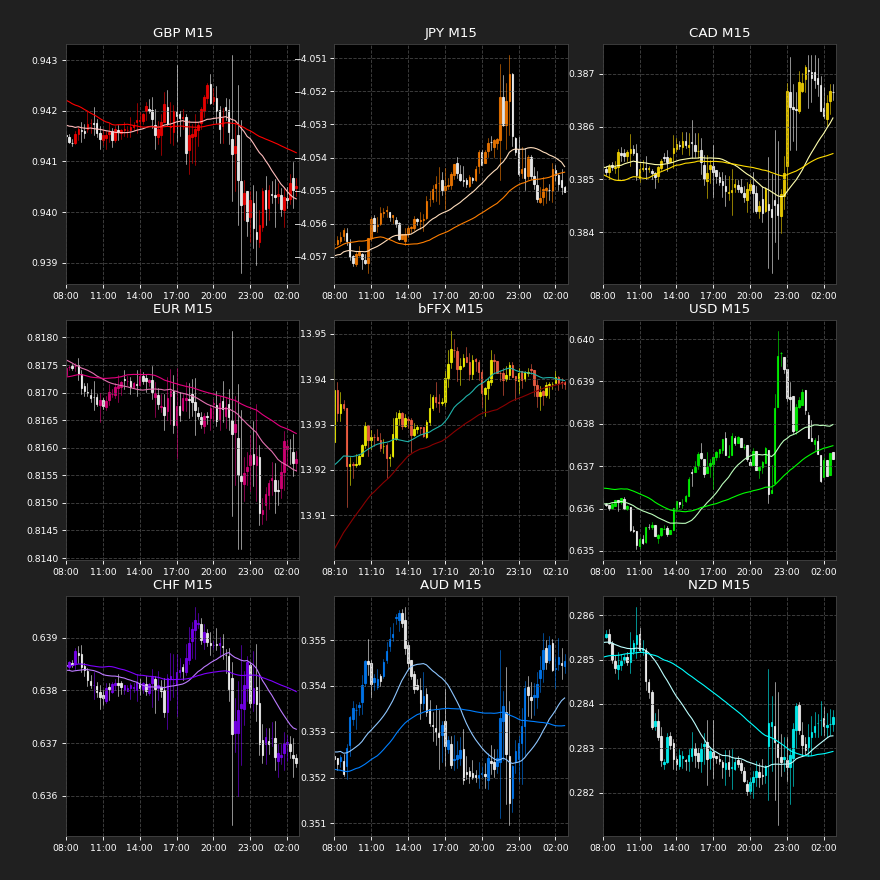 GBP M15
0.943
0.942
0.941
0.940
0.939
08:00 11:00 14:00 17:00 20:00 23:00 02:00
JPY M15
−4.051
−4.052
−4.053
−4.054
−4.055
−4.056
−4.057
08:00 11:00 14:00 17:00 20:00 23:00 02:00
CAD M15
0.387
0.386
0.385
0.384
08:00 11:00 14:00 17:00 20:00 23:00 02:00
EUR M15
0.8180
0.8175
0.8170
0.8165
0.8160
0.8155
0.8150
0.8145
0.8140
08:00 11:00 14:00 17:00 20:00 23:00 02:00
bFFX M15
13.95
13.94
13.93
13.92
13.91
08:10 11:10 14:10 17:10 20:10 23:10 02:10
USD M15
0.640
0.639
0.638
0.637
0.636
0.635
08:00 11:00 14:00 17:00 20:00 23:00 02:00
CHF M15
0.639
0.638
0.637
0.636
08:00 11:00 14:00 17:00 20:00 23:00 02:00
AUD M15
0.355
0.354
0.353
0.352
0.351
08:00 11:00 14:00 17:00 20:00 23:00 02:00
NZD M15
0.286
0.285
0.284
0.283
0.282
08:00 11:00 14:00 17:00 20:00 23:00 02:00